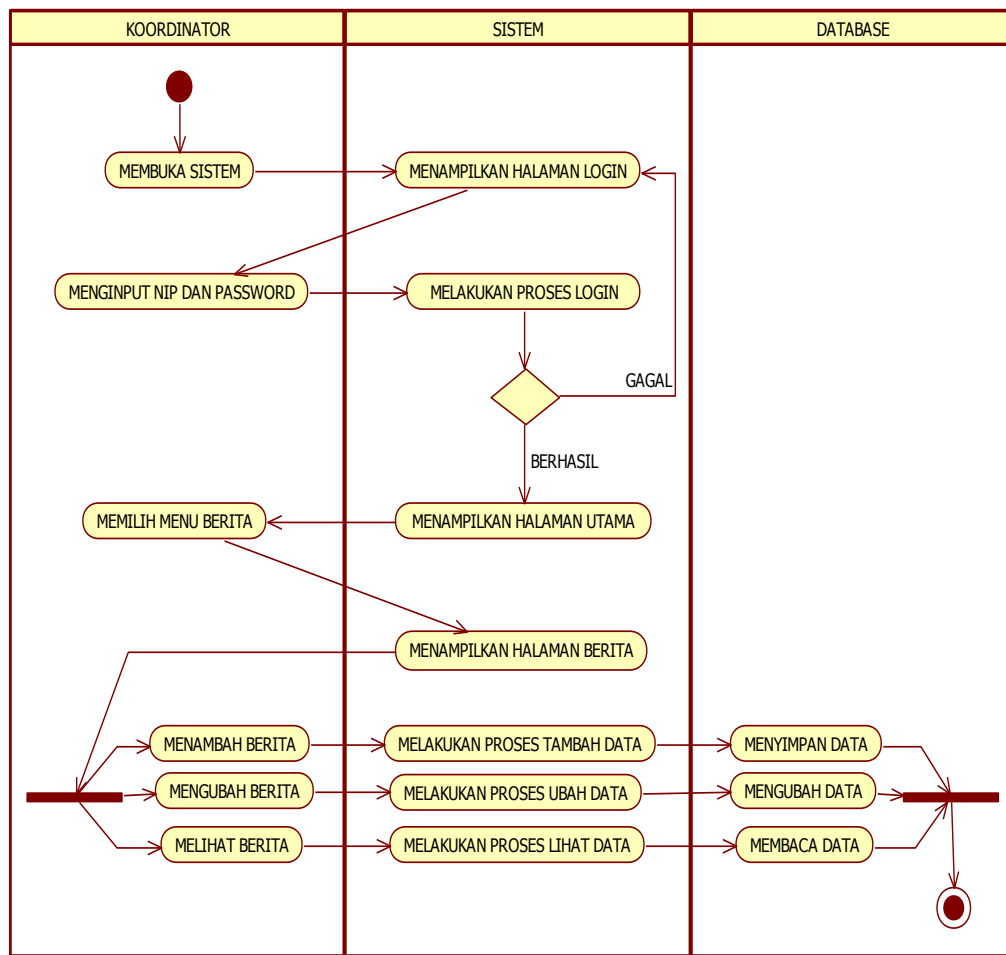 KOORDINATOR
SISTEM
DATABASE
MEMBUKA SISTEM
MENAMPILKAN HALAMAN LOGIN
MENGINPUT NIP DAN PASSWORD
MELAKUKAN PROSES LOGIN
GAGAL
BERHASIL
MEMILIH MENU BERITA
MENAMPILKAN HALAMAN UTAMA
MENAMPILKAN HALAMAN BERITA
MENAMBAH BERITA
MELAKUKAN PROSES TAMBAH DATA
MENYIMPAN DATA
MENGUBAH BERITA
MELAKUKAN PROSES UBAH DATA
MENGUBAH DATA
MELIHAT BERITA
MELAKUKAN PROSES LIHAT DATA
MEMBACA DATA